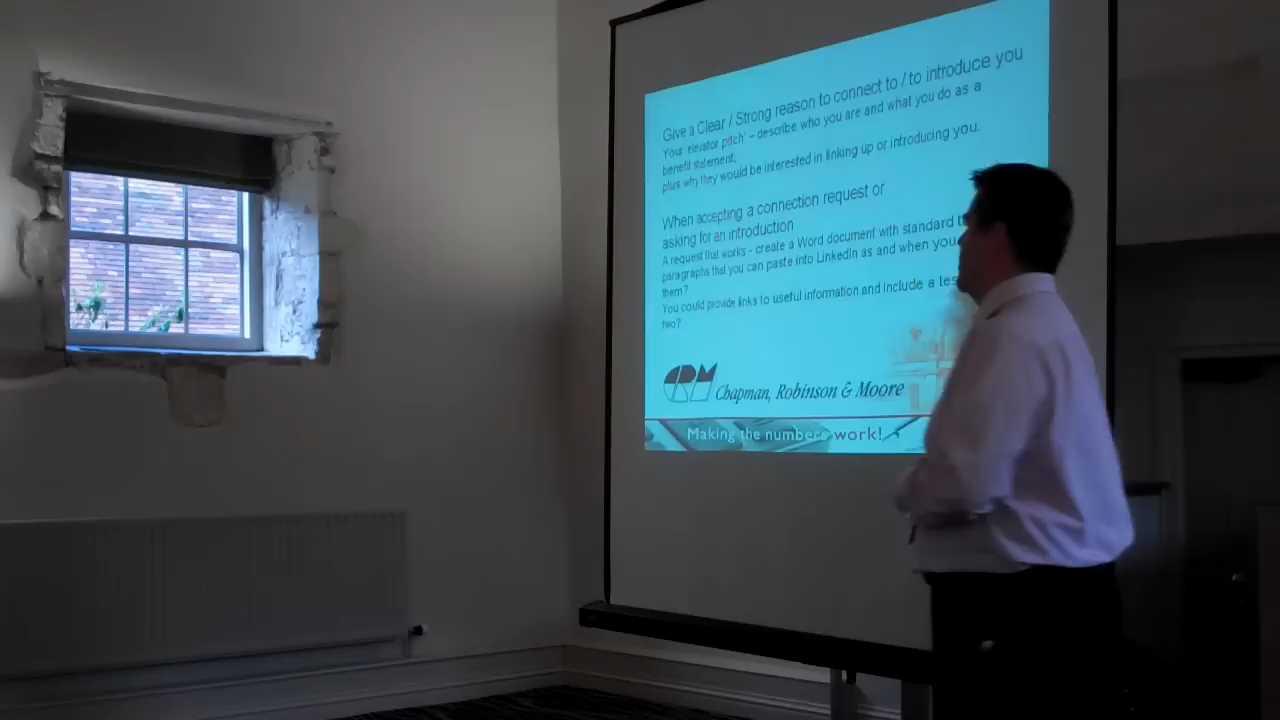 Give a Clear / Strong reason to connect to / to introduce you
Your 'elevator pitch' – describe who you are and what you do as a
benefit statement,
plus why they would be interested in linking up or introducing you.
When accepting a connection request or
asking for an introduction
A request that works - create a Word document with standard
paragraphs that you can paste into LinkedIn as and when you
them?
You could provide links to useful information and include a
two?
CRM Chapman, Robinson & Moore
Making the numbers work!